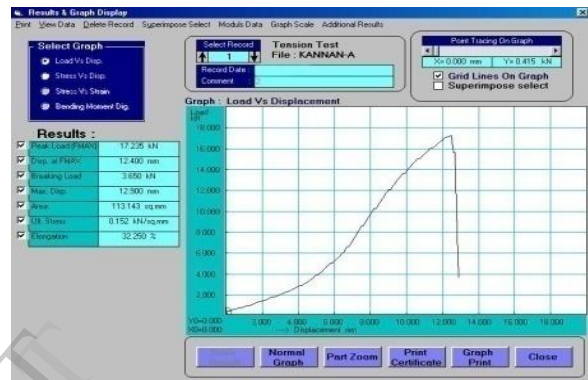 Results & Graph Display
Print View Data Delete Record Superimpose Select Moduls Data Graph Scale Additional Results
Select Graph
Load Vs Disp.
Stress Vs Disp.
Stress Vs Strain
Bending Moment Dig.
Results :
Peak Load (FMAX) 17.235 kN
Disp. at FMAX 12.400 mm
Breaking Load 3.650 kN
Max. Disp. 12.900 mm
Area 113.143 sq.mm
Ult. Stress 0.152 kN/sq.mm
Elongation 32.250 %
Select Record
1
Tension Test
File : KANNAN-A
Record Date :
Comment :
Point Tracing On Graph
X= 0.000 mm Y= 0.415 kN
Grid Lines On Graph
Superimpose select
Graph : Load Vs Displacement
Load
kN
18.000
16.000
14.000
12.000
10.000
8.000
6.000
4.000
2.000
Y0=0.000
X0=0.000
2.000 4.000 6.000 8.000 10.000 12.000 14.000 16.000 18.000
---> Displacement mm
Normal Graph
Part Zoom
Print Certificate
Graph Print
Close